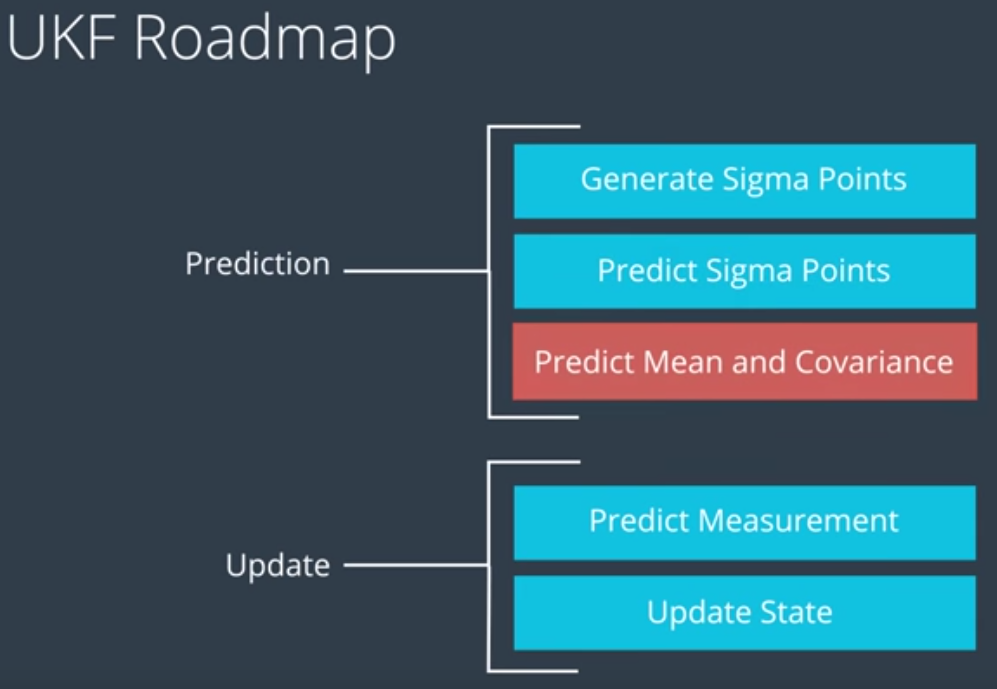 UKF Roadmap
Prediction
Generate Sigma Points
Predict Sigma Points
Predict Mean and Covariance
Update
Predict Measurement
Update State